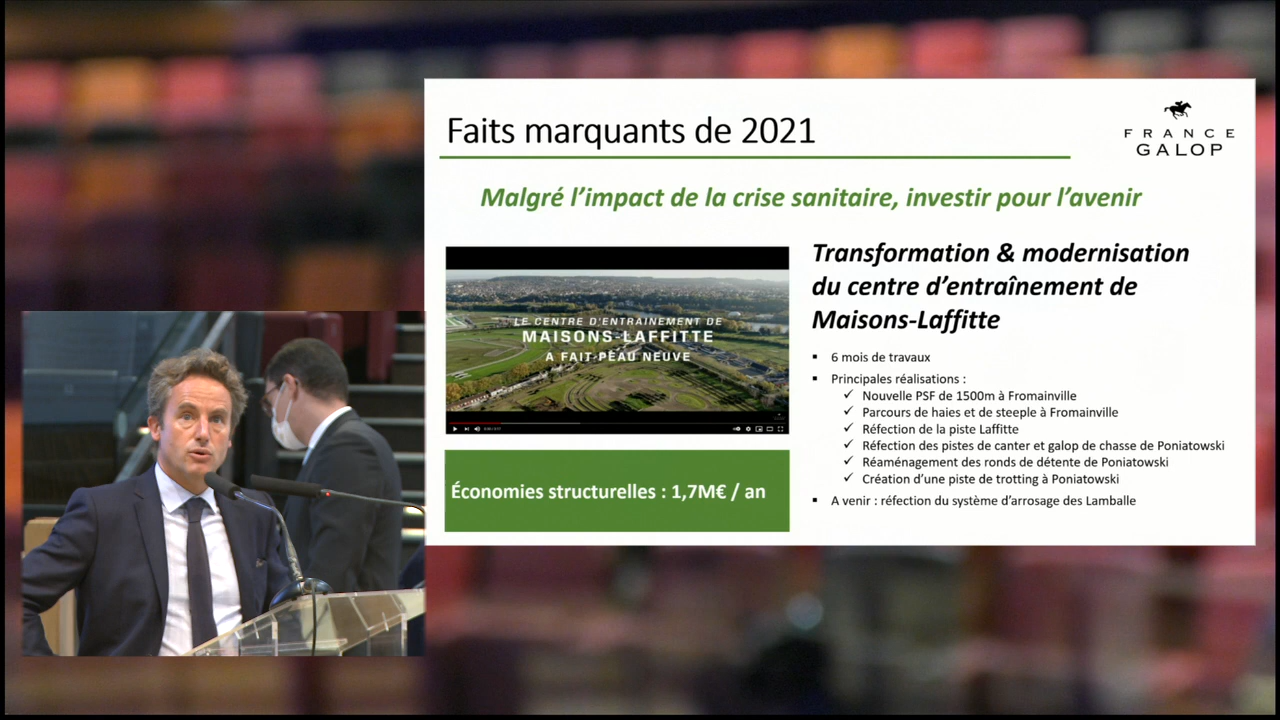 Faits marquants de 2021
FRANCE
GALOP
Malgré l'impact de la crise sanitaire, investir pour l'avenir
LE CENTRE D'ENTRAINEMENT DE
MAISONS-LAFFITTE
A FAIT PEAU NEUVE
Économies structurelles : 1,7M€ / an
Transformation & modernisation
du centre d'entraînement de
Maisons-Laffitte
▪ 6 mois de travaux
▪ Principales réalisations :
✓ Nouvelle PSF de 1500m à Fromainville
✓ Parcours de haies et de steeple à Fromainville
✓ Réfection de la piste Laffitte
✓ Réfection des pistes de canter et galop de chasse de Poniatowski
✓ Réaménagement des ronds de détente de Poniatowski
✓ Création d'une piste de trotting à Poniatowski
▪ A venir : réfection du système d'arrosage des Lamballe